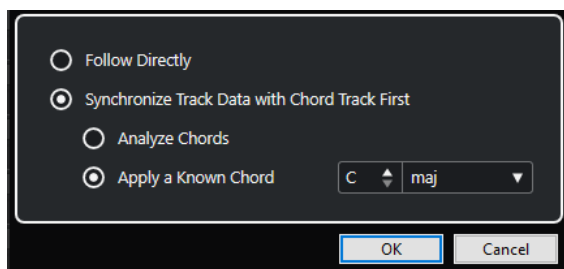 Follow Directly
Synchronize Track Data with Chord Track First
Analyze Chords
Apply a Known Chord C maj
OK Cancel